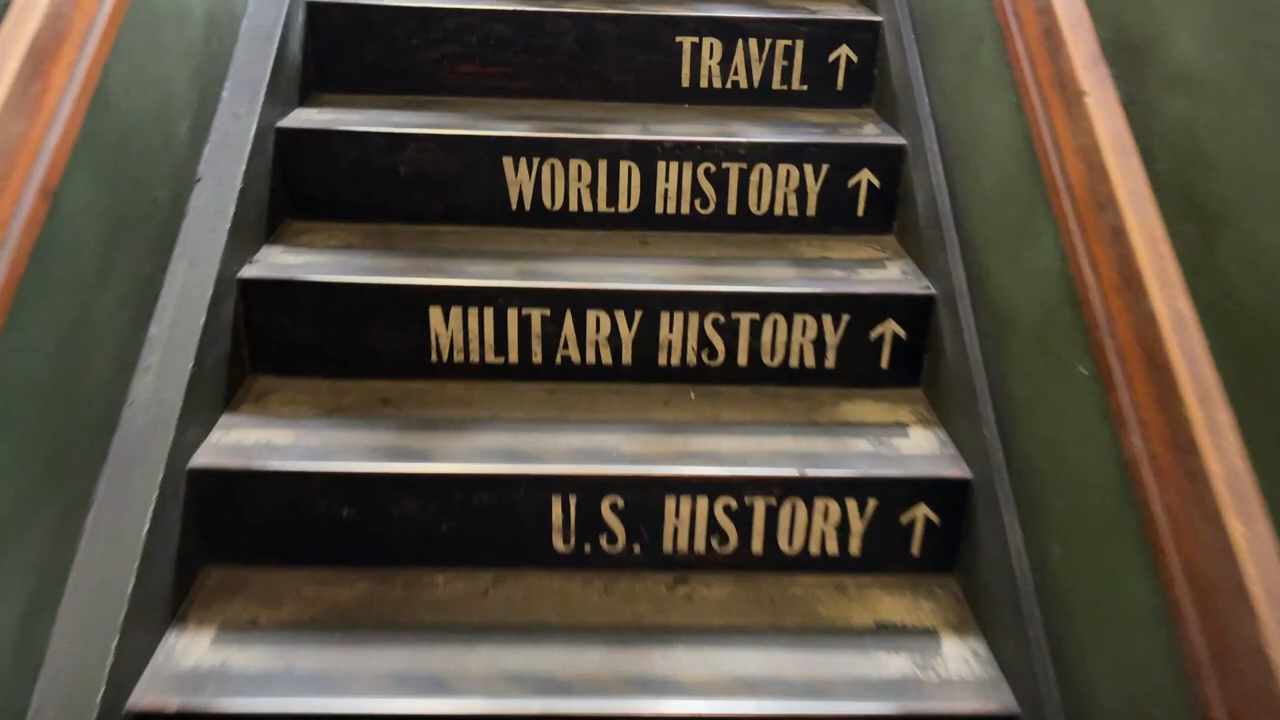 TRAVEL ↑
WORLD HISTORY ↑
MILITARY HISTORY ↑
U.S. HISTORY ↑